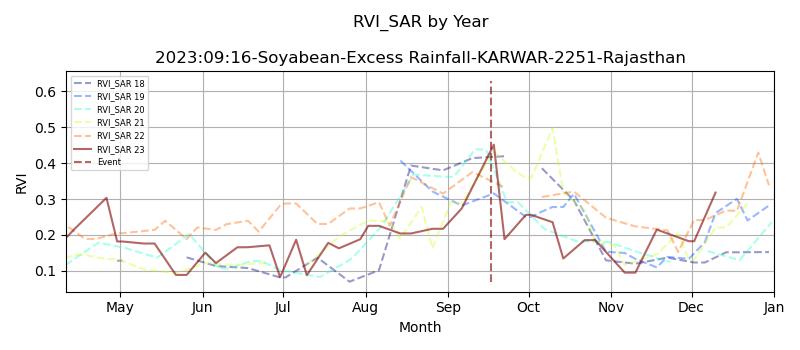 RVI_SAR by Year
2023:09:16-Soyabean-Excess Rainfall-KARWAR-2251-Rajasthan
RVI
0.6
0.5
0.4
0.3
0.2
0.1
RVI_SAR 18
RVI_SAR 19
RVI_SAR 20
RVI_SAR 21
RVI_SAR 22
RVI_SAR 23
Event
May Jun Jul Aug Sep Oct Nov Dec Jan
Month